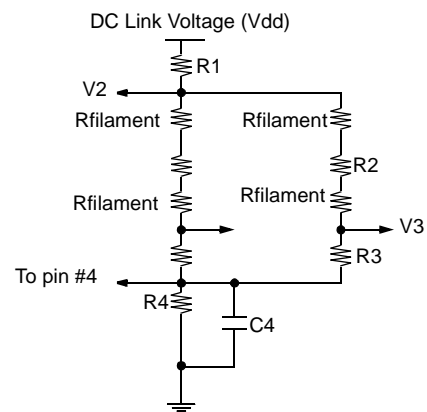 DC Link Voltage (Vdd)
R1
V2
Rfilament
Rfilament
R2
Rfilament
Rfilament
V3
R3
To pin #4
R4
C4